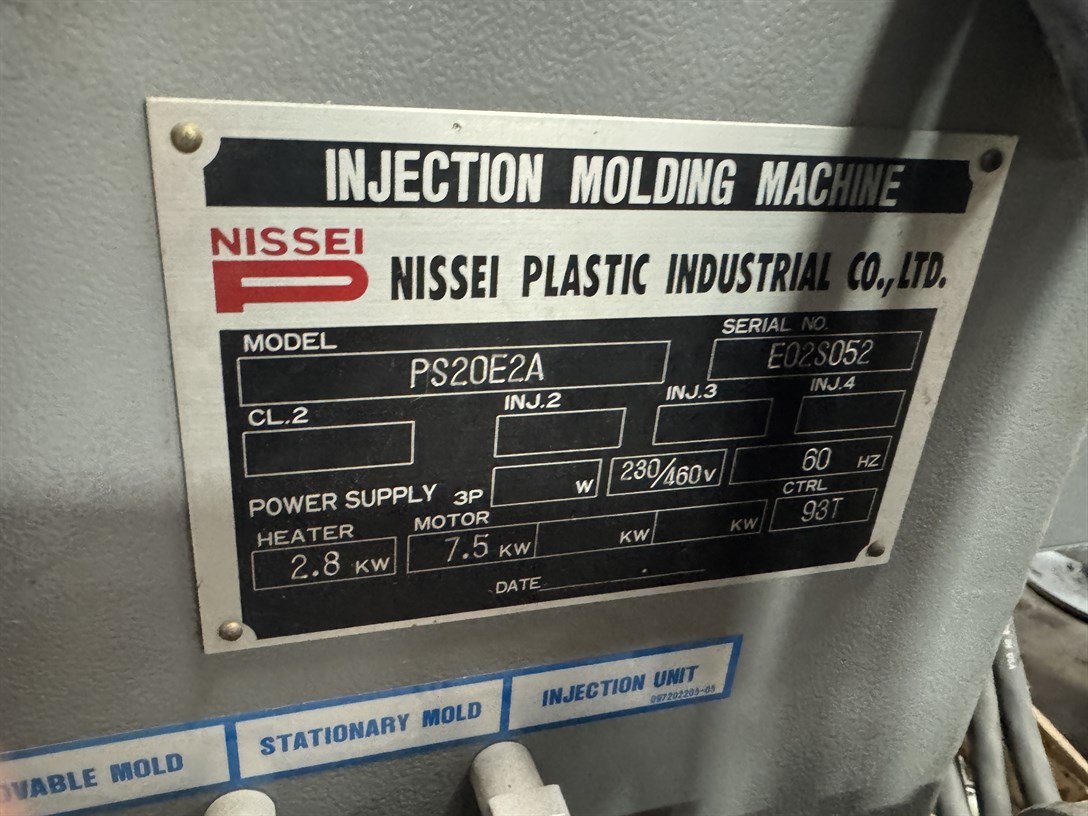 INJECTION MOLDING MACHINE
NISSEI
NISSEI PLASTIC INDUSTRIAL CO., LTD.
MODEL SERIAL NO.
PS20E2A E02S052
CL.2 INJ.2 INJ.3 INJ.4
POWER SUPPLY 3P W 230/460V 60 HZ
HEATER MOTOR CTRL
2.8 KW 7.5 KW KW KW 93T
DATE
OVABLE MOLD STATIONARY MOLD INJECTION UNIT